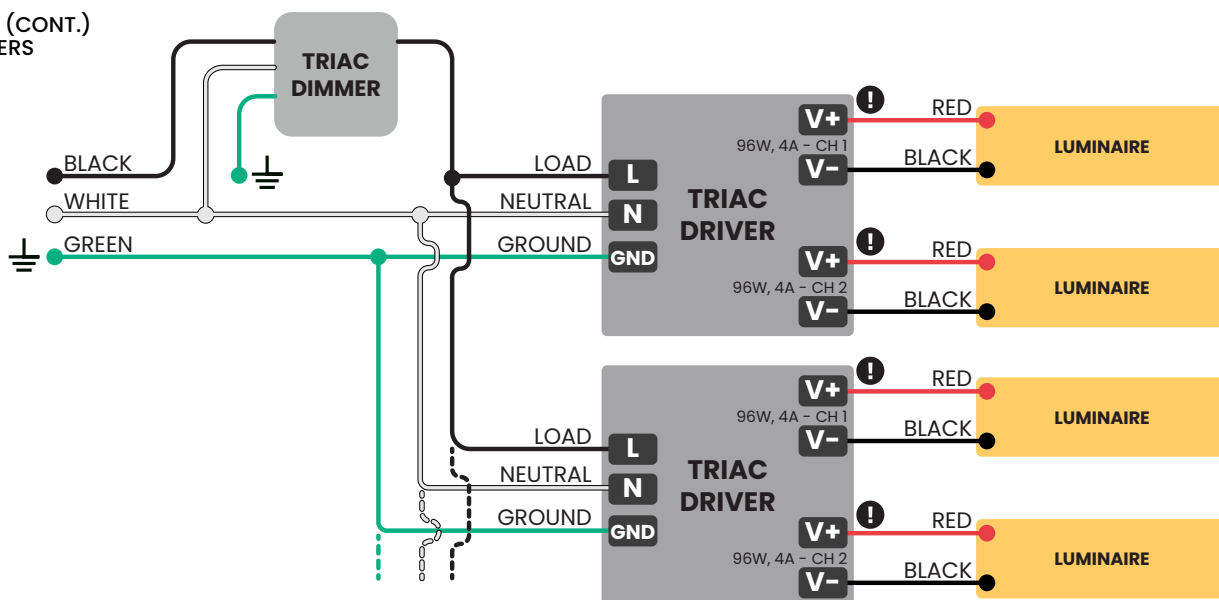 (CONT.)
ERS
TRIAC
DIMMER
BLACK
WHITE
GREEN
LOAD
NEUTRAL
GROUND
L
N
GND
TRIAC
DRIVER
V+
96W, 4A - CH 1
V-
V+
96W, 4A - CH 2
V-
!
RED
BLACK
LUMINAIRE
!
RED
BLACK
LUMINAIRE
LOAD
NEUTRAL
GROUND
L
N
GND
TRIAC
DRIVER
V+
96W, 4A - CH 1
V-
V+
96W, 4A - CH 2
V-
!
RED
BLACK
LUMINAIRE
!
RED
BLACK
LUMINAIRE